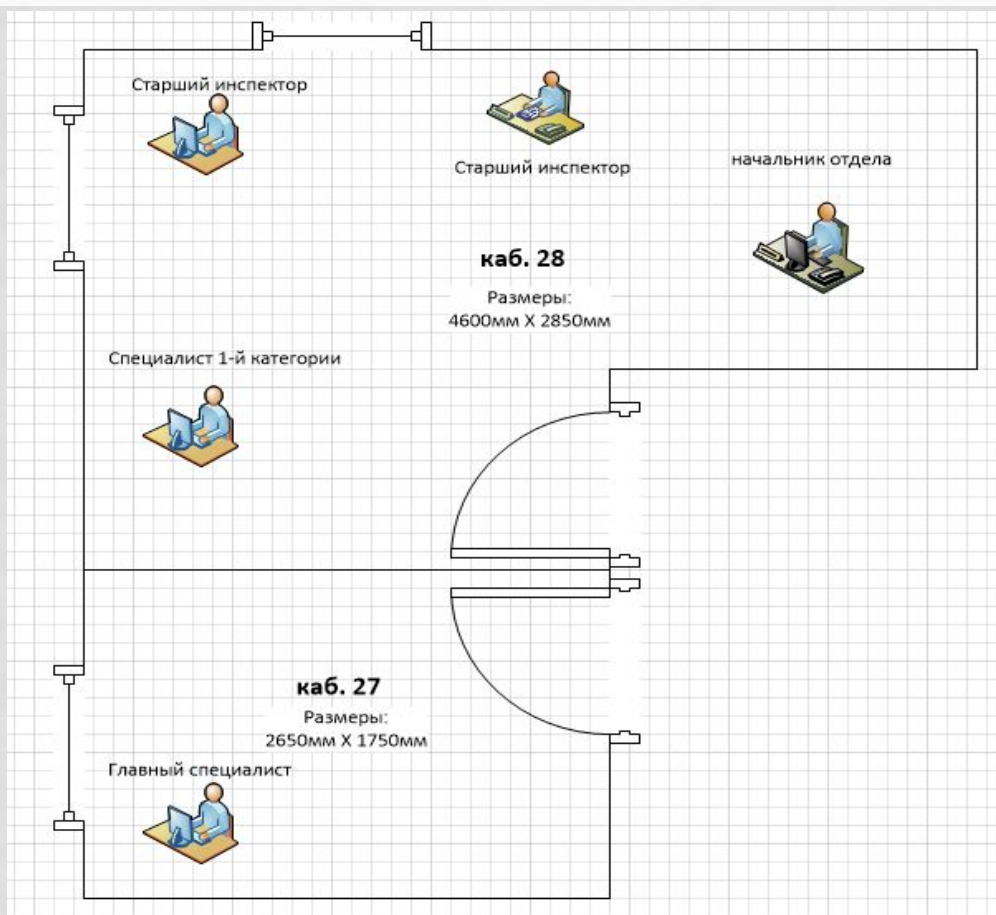 Старший инспектор
Старший инспектор
начальник отдела
каб. 28
Размеры:
4600мм X 2850мм
Специалист 1-й категории
каб. 27
Размеры:
2650мм X 1750мм
Главный специалист